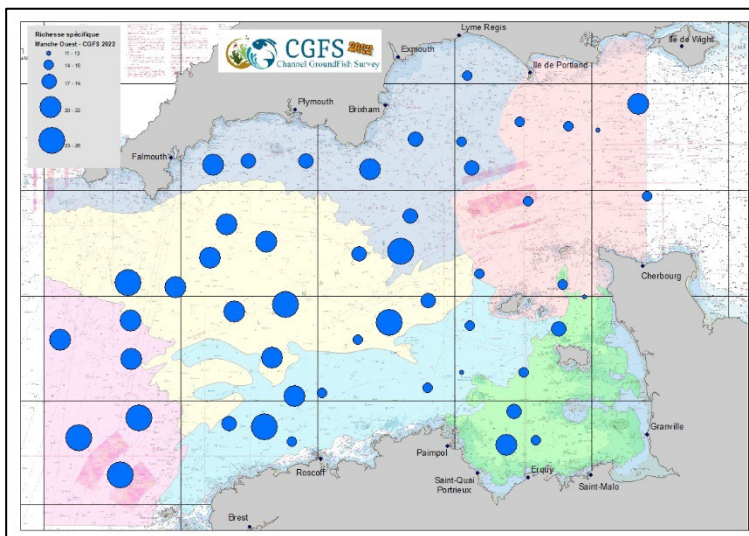 Richesse spécifique
Manche Ouest - CGFS 2022
11 - 13
14 - 16
17 - 19
20 - 22
23 - 26
CGFS 2022
Channel GroundFish Survey
Lyme Regis
Ile de Wight
Exmouth
Ile de Portland
Plymouth
Brixham
Falmouth
Cherbourg
Granville
Paimpol
Saint-Quai
Portrieux
Erquy
Saint-Malo
Roscoff
Brest